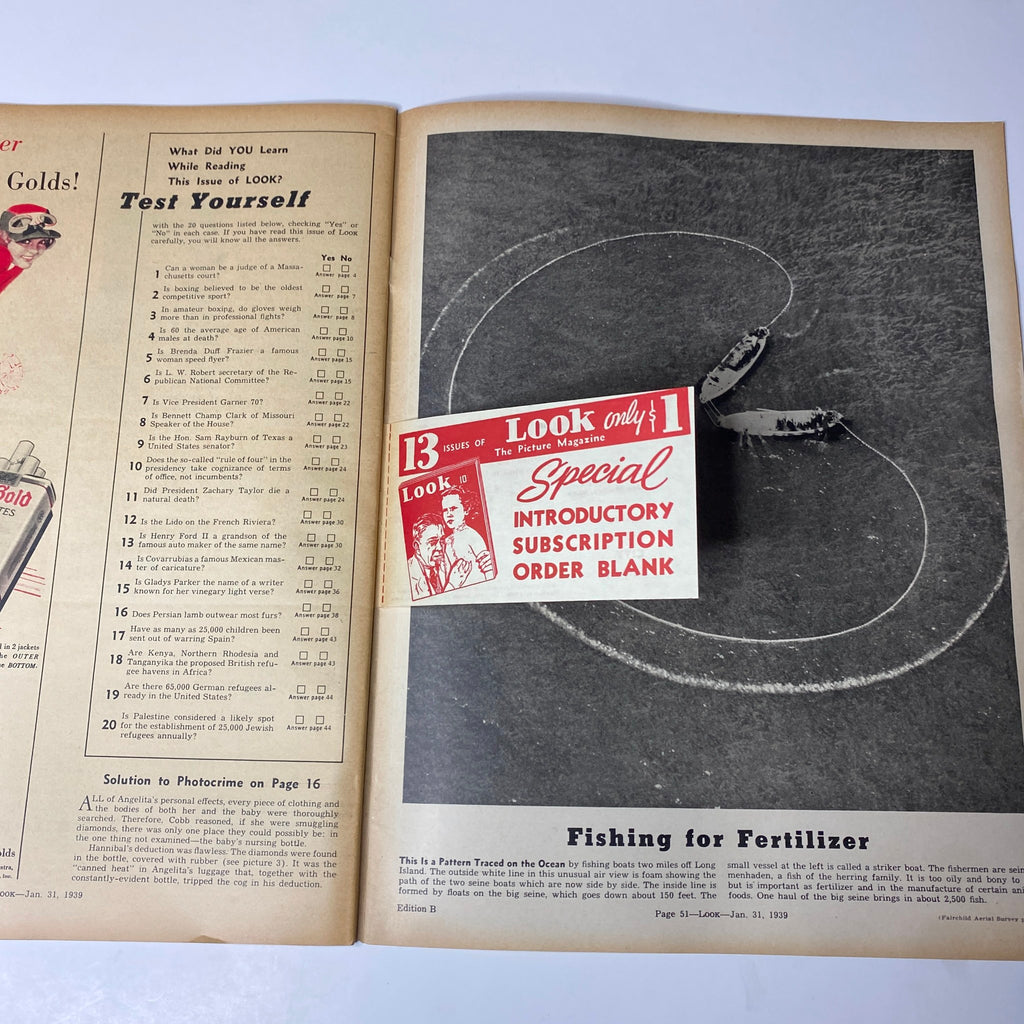 er
Golds!
Gold
TES
d in 2 jackets
he OUTER
e BOTTOM.
olds
Inc.
LOOK—Jan. 31, 1939
What Did YOU Learn
While Reading
This Issue of LOOK?
Test Yourself
with the 20 questions listed below, checking "Yes" or
"No" in each case. If you have read this issue of LOOK
carefully, you will know all the answers.
Yes No
1 Can a woman be a judge of a Massa-
chusetts court?
Answer page 4
2 Is boxing believed to be the oldest
competitive sport?
Answer page 7
3 In amateur boxing, do gloves weigh
more than in professional fights?
Answer page 8
4 Is 60 the average age of American
males at death?
Answer page 10
5 Is Brenda Duff Frazier a famous
woman speed flyer?
Answer page 15
6 Is L. W. Robert secretary of the Re-
publican National Committee?
Answer page 15
7 Is Vice President Garner 70?
Answer page 22
8 Is Bennett Champ Clark of Missouri
Speaker of the House?
Answer page 22
9 Is the Hon. Sam Rayburn of Texas a
United States senator?
Answer page 23
10 Does the so-called "rule of four" in the
presidency take cognizance of terms
of office, not incumbents?
Answer page 24
11 Did President Zachary Taylor die a
natural death?
Answer page 24
12 Is the Lido on the French Riviera?
Answer page 30
13 Is Henry Ford II a grandson of the
famous auto maker of the same name?
Answer page 30
14 Is Covarrubias a famous Mexican mas-
ter of caricature?
Answer page 32
15 Is Gladys Parker the name of a writer
known for her vinegary light verse?
Answer page 36
16 Does Persian lamb outwear most furs?
Answer page 38
17 Have as many as 25,000 children been
sent out of warring Spain?
Answer page 43
18 Are Kenya, Northern Rhodesia and
Tanganyika the proposed British refu-
gee havens in Africa?
Answer page 43
19 Are there 65,000 German refugees al-
ready in the United States?
Answer page 44
20 Is Palestine considered a likely spot
for the establishment of 25,000 Jewish
refugees annually?
Answer page 44
Solution to Photocrime on Page 16
ALL of Angelita's personal effects, every piece of clothing and
the bodies of both her and the baby were thoroughly
searched. Therefore, Cobb reasoned, if she were smuggling
diamonds, there was only one place they could possibly be: in
the one thing not examined—the baby's nursing bottle.
Hannibal's deduction was flawless. The diamonds were found
in the bottle, covered with rubber (see picture 3). It was the
"canned heat" in Angelita's luggage that, together with the
constantly-evident bottle, tripped the cog in his deduction.
13 ISSUES OF Look only $1
The Picture Magazine
Look 10
Special
INTRODUCTORY
SUBSCRIPTION
ORDER BLANK
Fishing for Fertilizer
This Is a Pattern Traced on the Ocean by fishing boats two miles off Long
Island. The outside white line in this unusual air view is foam showing the
path of the two seine boats which are now side by side. The inside line is
formed by floats on the big seine, which goes down about 150 feet. The
small vessel at the left is called a striker boat. The fishermen are sein
menhaden, a fish of the herring family. It is too oily and bony to
but is important as fertilizer and in the manufacture of certain ani
foods. One haul of the big seine brings in about 2,500 fish.
Edition B
Page 51—LOOK—Jan. 31, 1939
(Fairchild Aerial Survey p